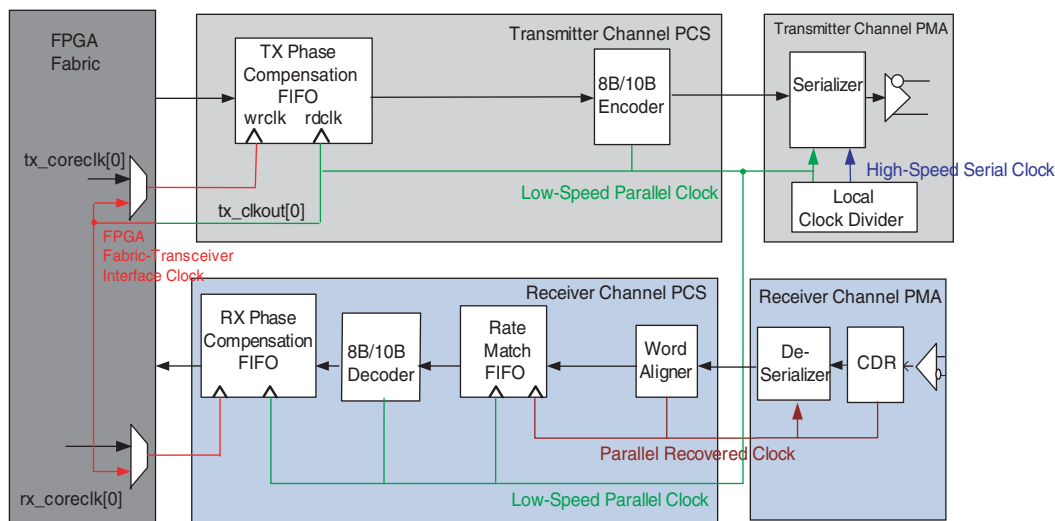 FPGA
Fabric
Transmitter Channel PCS
TX Phase
Compensation
FIFO
wrclk rdclk
8B/10B
Encoder
Transmitter Channel PMA
Serializer
tx_coreclk[0]
High-Speed Serial Clock
Low-Speed Parallel Clock
Local
Clock Divider
tx_clkout[0]
FPGA
Fabric-Transceiver
Interface Clock
Receiver Channel PCS
RX Phase
Compensation
FIFO
8B/10B
Decoder
Rate
Match
FIFO
Word
Aligner
Receiver Channel PMA
De-
Serializer
CDR
Parallel Recovered Clock
rx_coreclk[0]
Low-Speed Parallel Clock